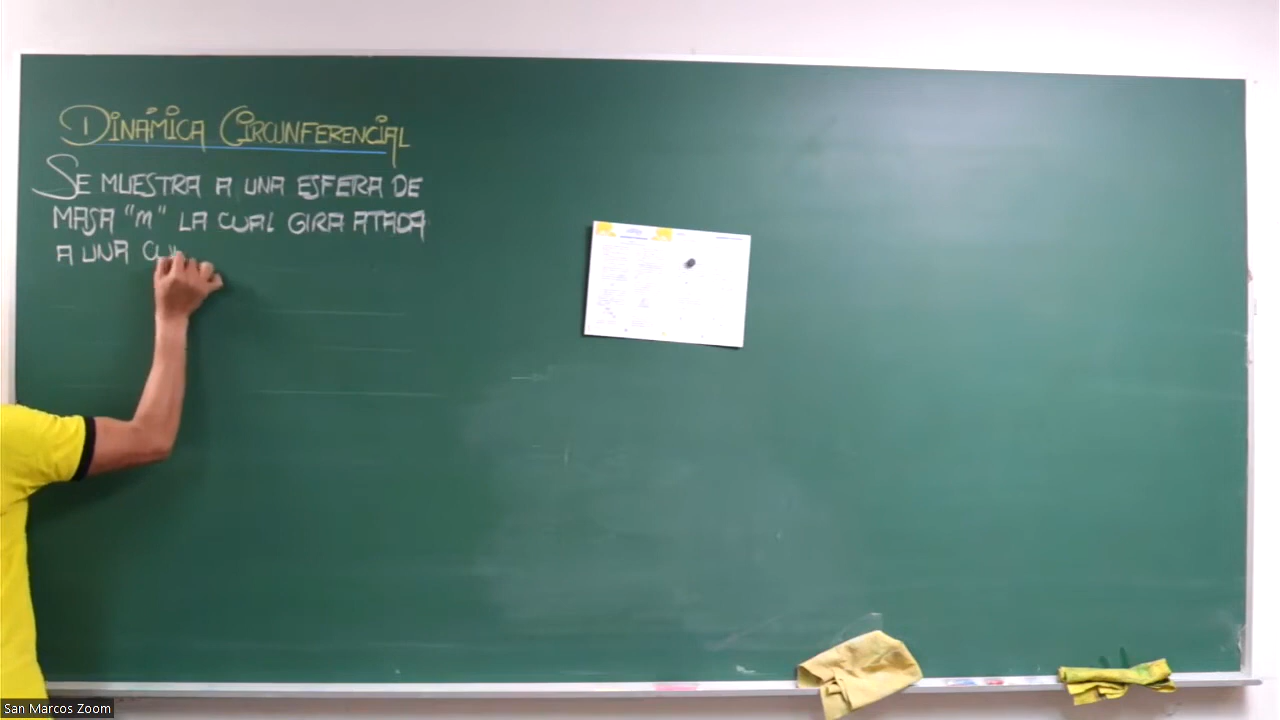 DINÁMICA CIRCUNFERENCIAL
SE MUESTRA A UNA ESFERA DE
MASA "m" LA CUAL GIRA ATADA
A UNA
San Marcos Zoom